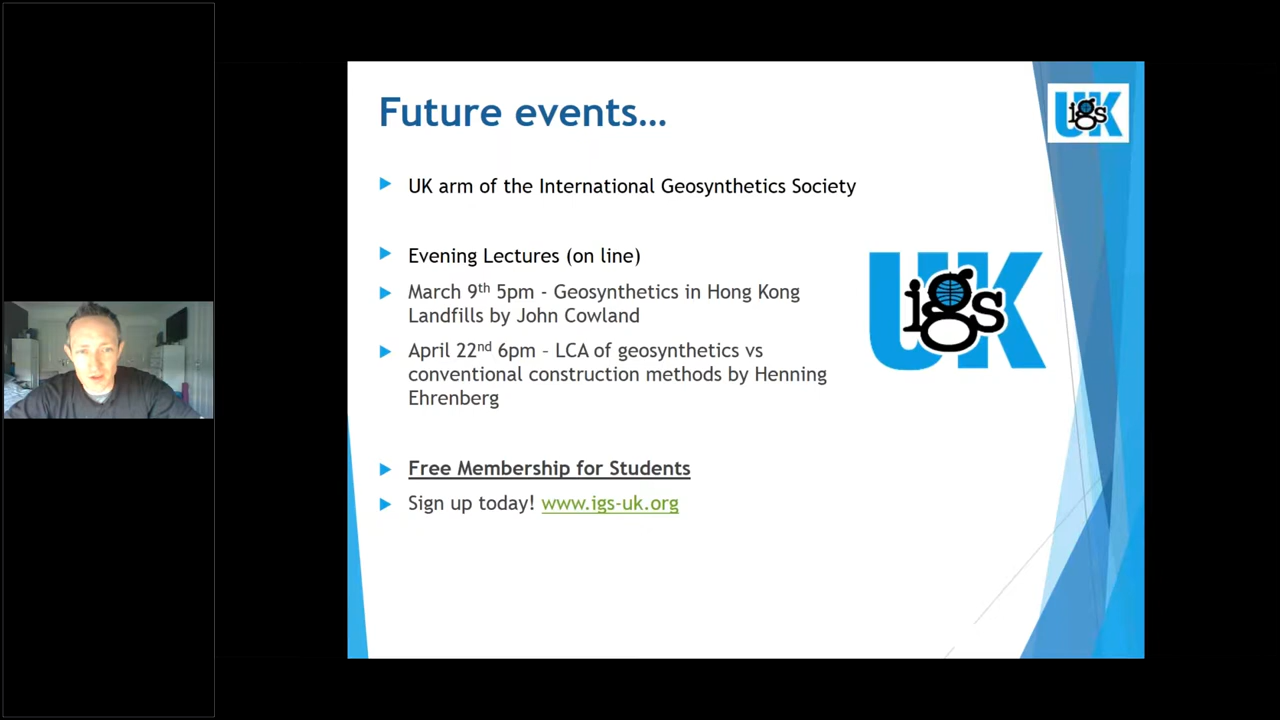 Future events…
UK igs
UK arm of the International Geosynthetics Society
Evening Lectures (on line)
March 9th 5pm - Geosynthetics in Hong Kong
Landfills by John Cowland
April 22nd 6pm – LCA of geosynthetics vs
conventional construction methods by Henning
Ehrenberg
UK igs
Free Membership for Students
Sign up today! www.igs-uk.org